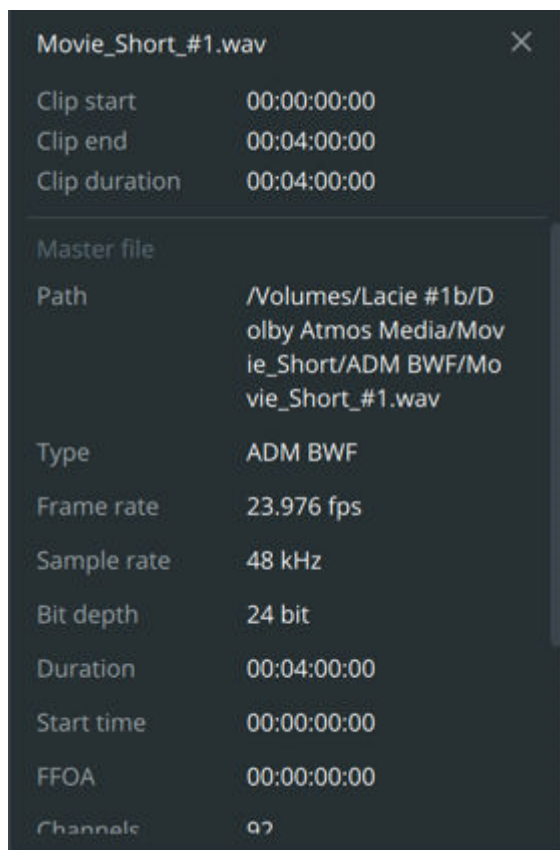 Movie_Short_#1.wav
Clip start 00:00:00:00
Clip end 00:04:00:00
Clip duration 00:04:00:00
Master file
Path /Volumes/Lacie #1b/D
olby Atmos Media/Mov
ie_Short/ADM BWF/Mo
vie_Short_#1.wav
Type ADM BWF
Frame rate 23.976 fps
Sample rate 48 kHz
Bit depth 24 bit
Duration 00:04:00:00
Start time 00:00:00:00
FFOA 00:00:00:00
Channels 92